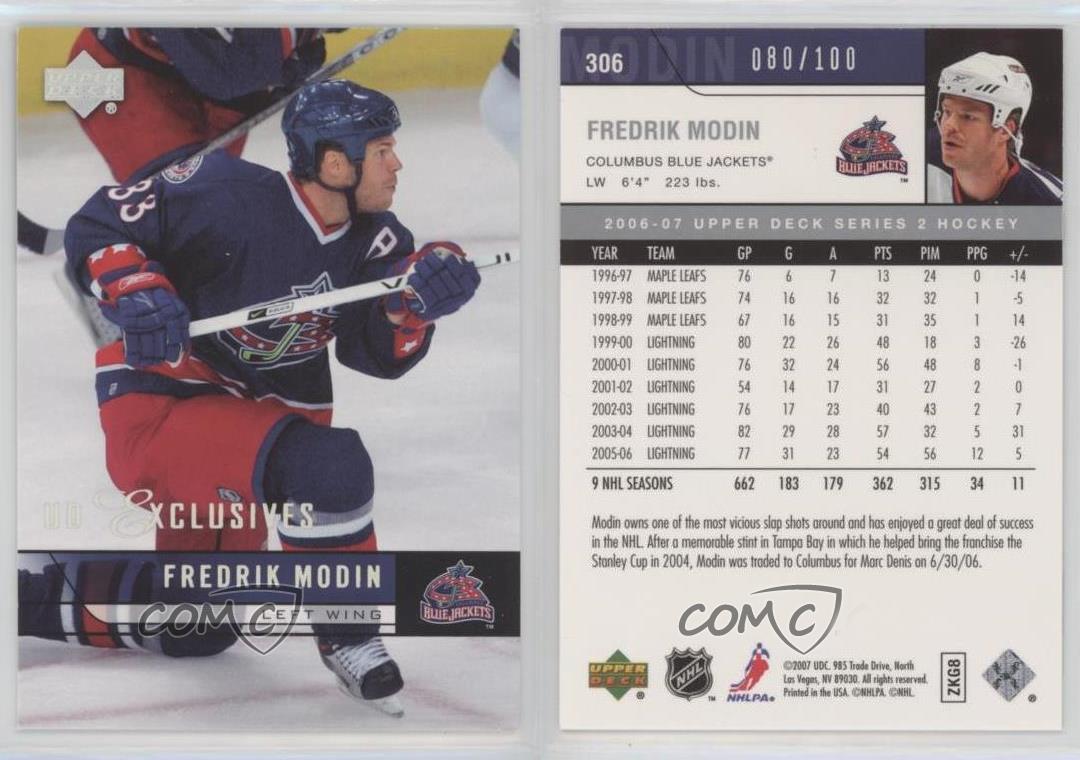 UPPER
DECK
®
33
A
UD EXCLUSIVES
FREDRIK MODIN
LEFT WING
BLUE JACKETS
TM
COMC
306
MODIN
080/100
FREDRIK MODIN
COLUMBUS BLUE JACKETS®
LW 6'4" 223 lbs.
BLUE JACKETS
TM
2006-07 UPPER DECK SERIES 2 HOCKEY
YEAR TEAM GP G A PTS PIM PPG +/-
1996-97 MAPLE LEAFS 76 6 7 13 24 0 -14
1997-98 MAPLE LEAFS 74 16 16 32 32 1 -5
1998-99 MAPLE LEAFS 67 16 15 31 35 1 14
1999-00 LIGHTNING 80 22 26 48 18 3 -26
2000-01 LIGHTNING 76 32 24 56 48 8 -1
2001-02 LIGHTNING 54 14 17 31 27 2 0
2002-03 LIGHTNING 76 17 23 40 43 2 7
2003-04 LIGHTNING 82 29 28 57 32 5 31
2005-06 LIGHTNING 77 31 23 54 56 12 5
9 NHL SEASONS 662 183 179 362 315 34 11
Modin owns one of the most vicious slap shots around and has enjoyed a great deal of success
in the NHL. After a memorable stint in Tampa Bay in which he helped bring the franchise the
Stanley Cup in 2004, Modin was traded to Columbus for Marc Denis on 6/30/06.
COMC
UPPER
DECK
®
NHL
TM
NHLPA®
©2007 UDC. 985 Trade Drive, North
Las Vegas, NV 89030. All rights reserved.
Printed in the USA. ©NHLPA. ©NHL.
ZKG8
®